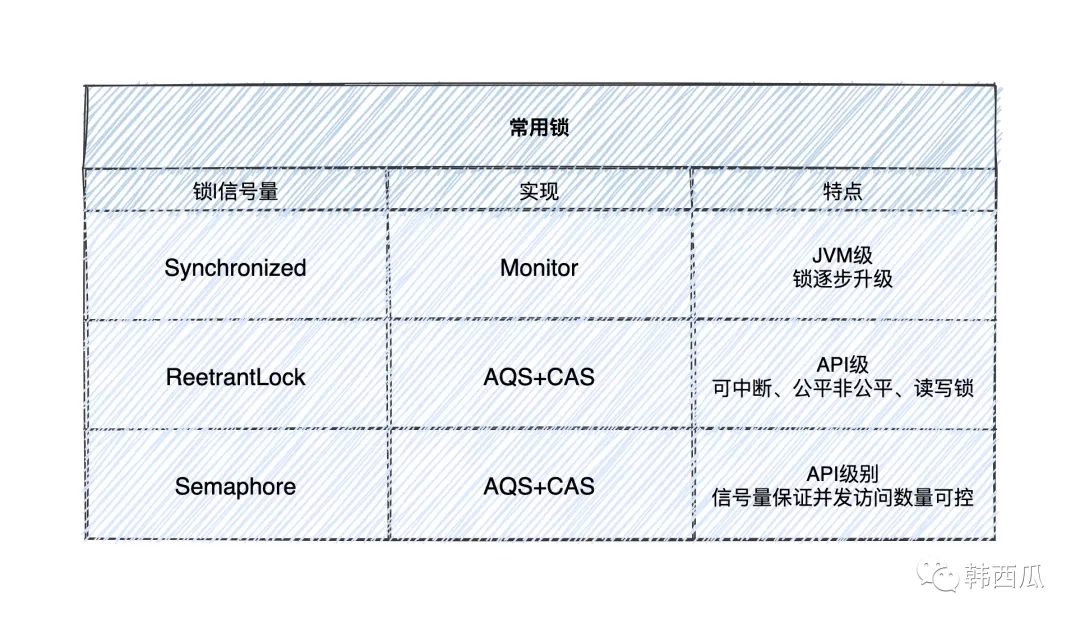 常用锁
锁|信号量
实现
特点
Synchronized
Monitor
JVM级
锁逐步升级
ReetrantLock
AQS+CAS
API级
可中断、公平非公平、读写锁
Semaphore
AQS+CAS
API级别
信号量保证并发访问数量可控
韩西瓜